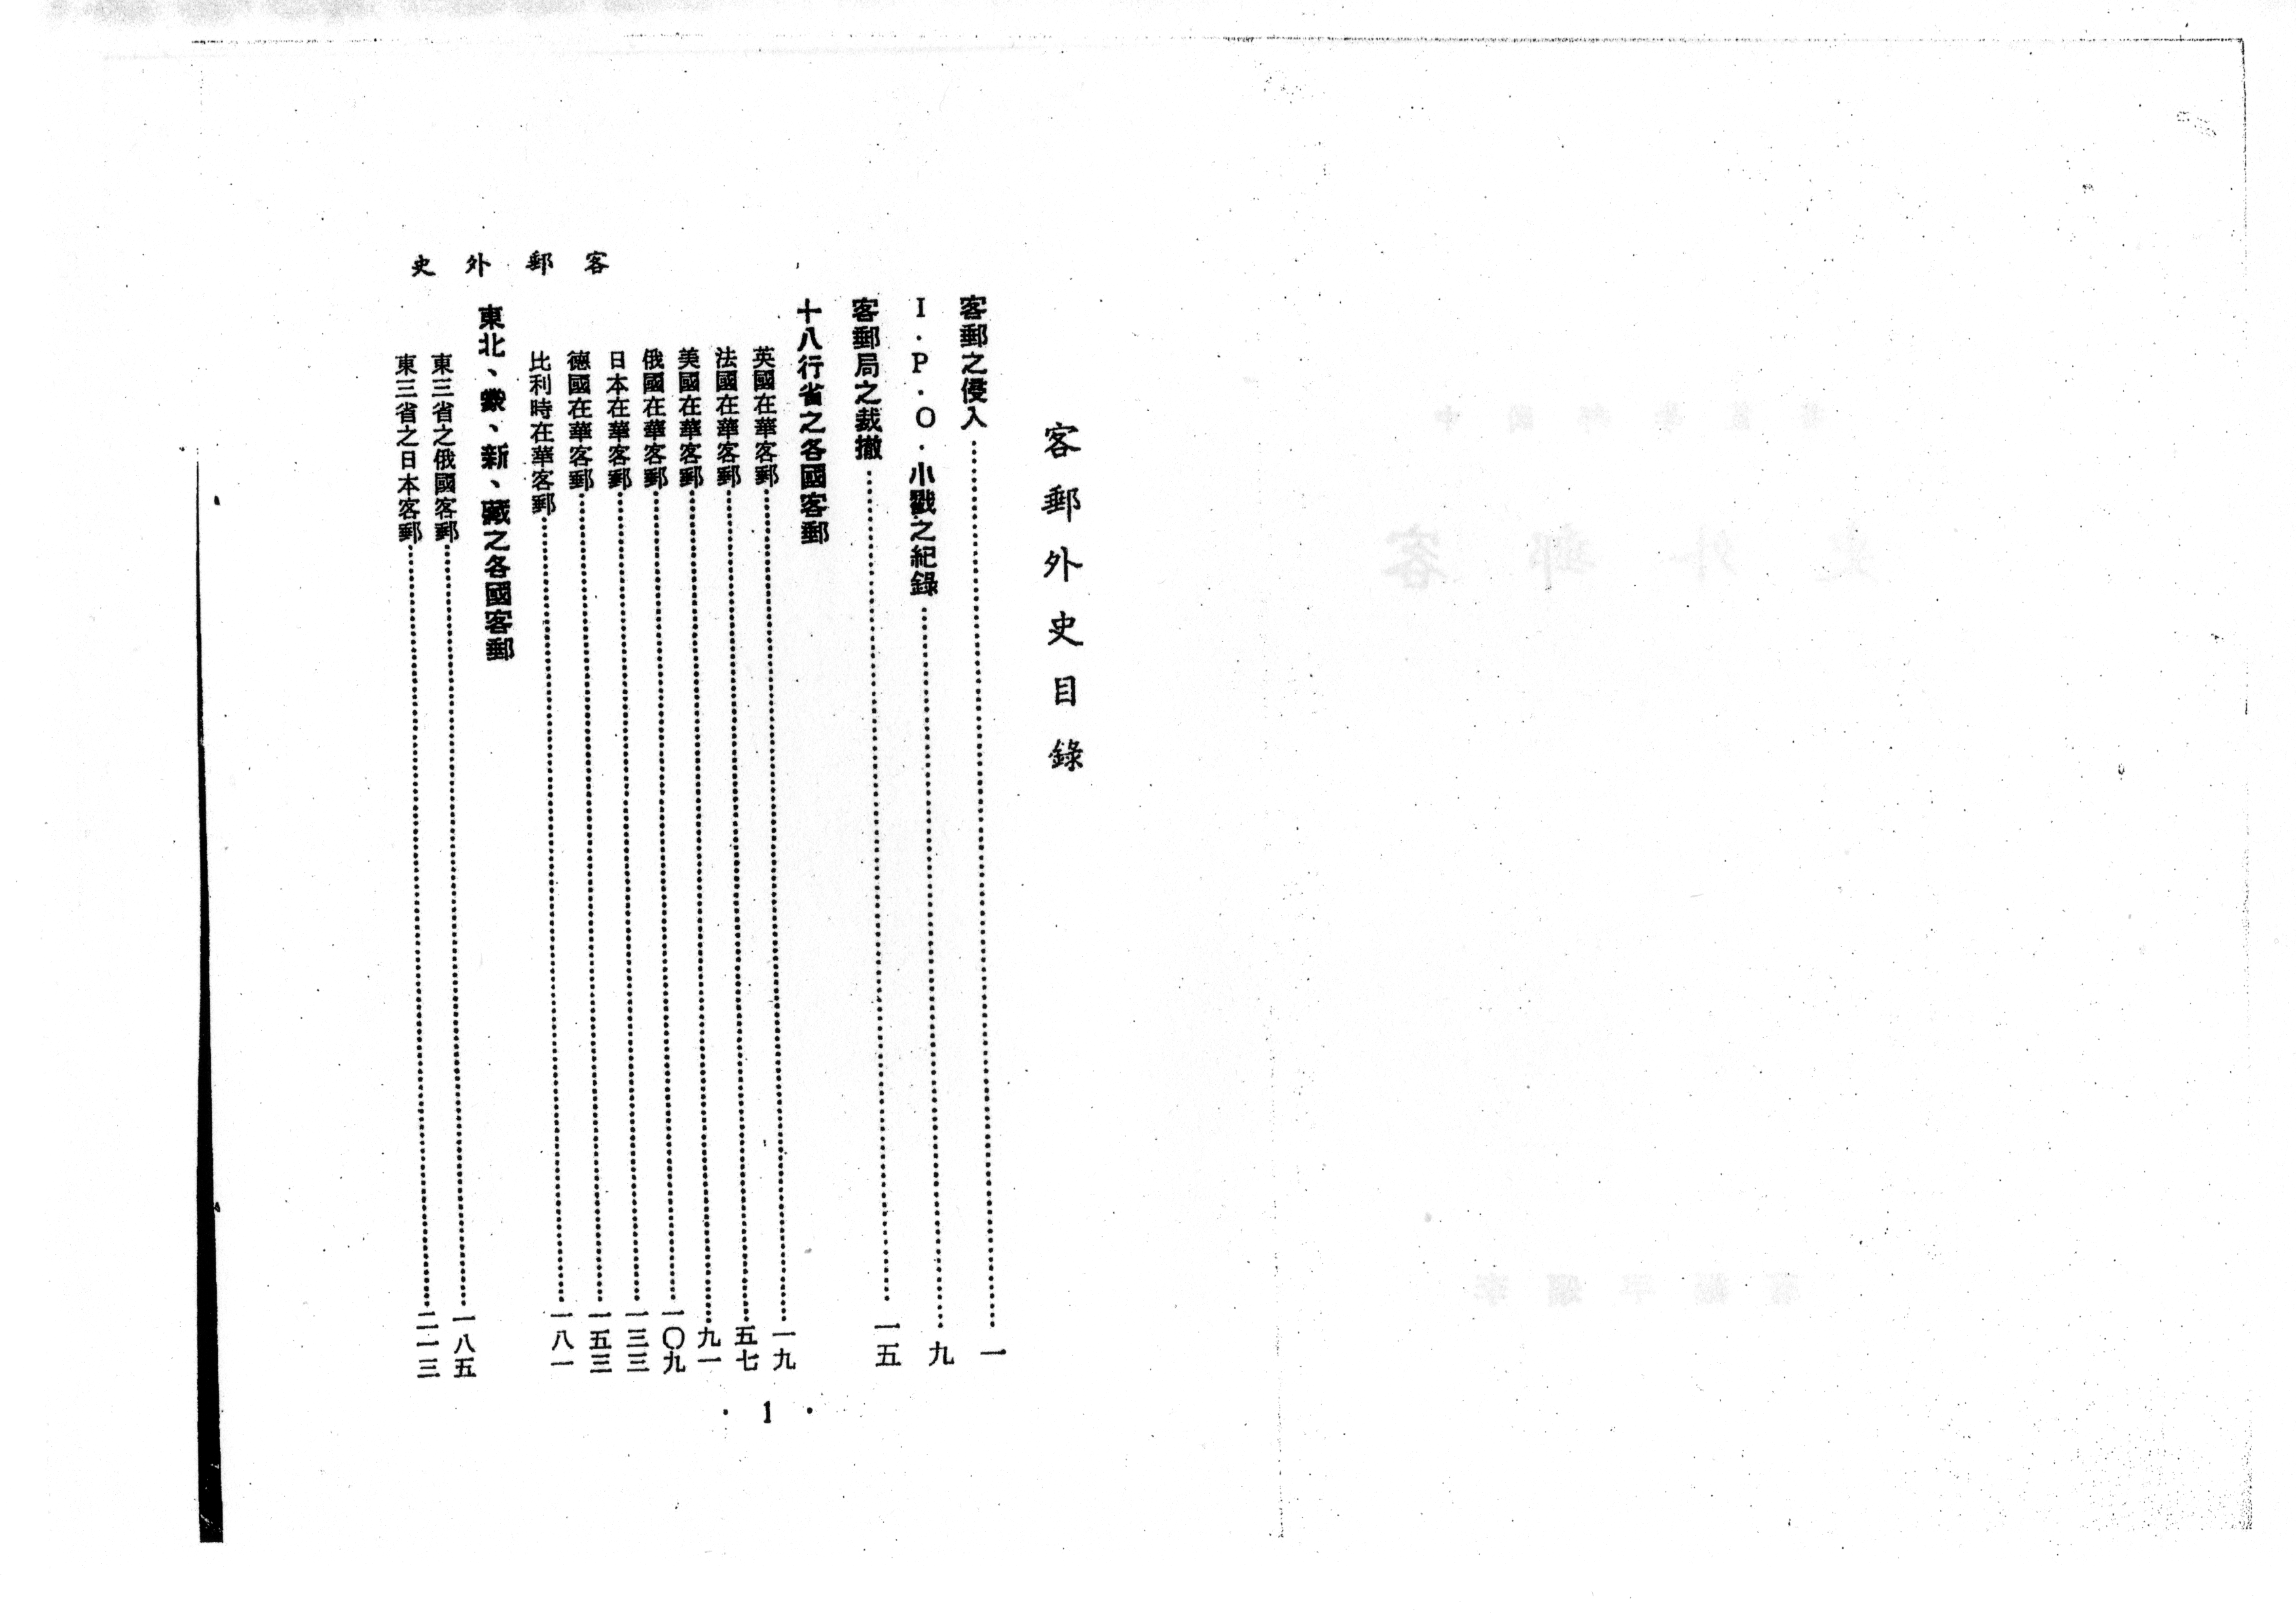 客郵外史目錄
客郵之侵入……一
I．P．O．小戳之紀錄……九
客郵局之裁撤……一五
十八行省之各國客郵
英國在華客郵……一九
法國在華客郵……五七
美國在華客郵……九一
俄國在華客郵……一〇九
日本在華客郵……一三三
德國在華客郵……一五三
比利時在華客郵……一八一
東北、蒙、新、藏之各國客郵
東三省之俄國客郵……一八五
東三省之日本客郵……二一三
客郵外史
· 1 ·
客郵外史